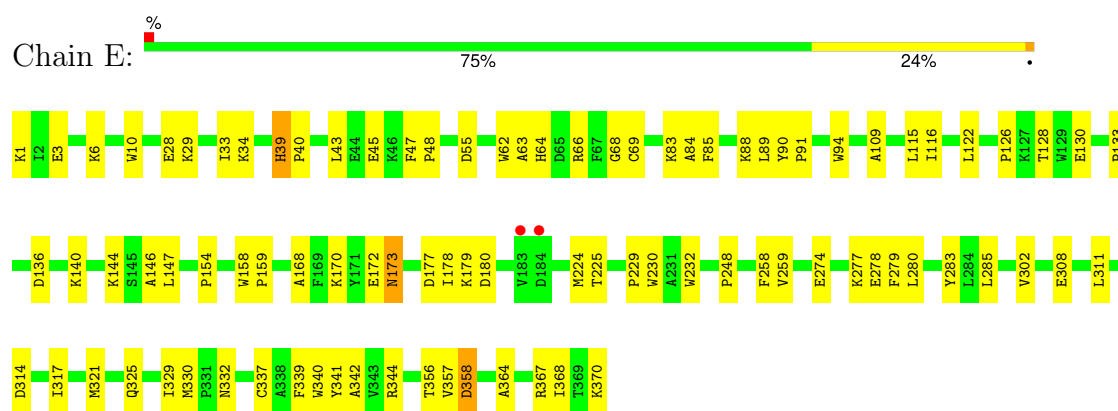 %
Chain E:
75% 24% •
K1 I2 E3 K6 W10 E28 K29 I33 K34 H39 P40 L43 E44 E45 K46 F47 P48 D55 W62 A63 H64 D65 R66 F67 G68 C69 K83 A84 F85 K88 L89 Y90 P91 W94 A109 L115 I116 L122 P126 K127 T128 W129 E130 P133
D136 K140 K144 S145 A146 L147 P154 W158 P159 A168 F169 K170 Y171 E172 N173 D177 I178 K179 D180 V183 D184 M224 T225 P229 W230 A231 W232 P248 F258 V259 E274 K277 E278 F279 L280 Y283 L284 L285 V302 E308 L311
D314 I317 M321 Q325 I329 M330 P331 N332 C337 A338 F339 W340 Y341 A342 V343 R344 T356 V357 D358 A364 R367 I368 T369 K370